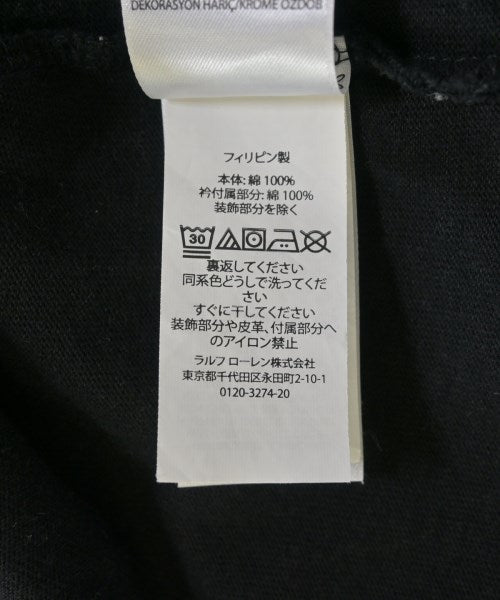 DEKORASYON HARİÇ/KROME ÖZDOB
フィリピン製
本体: 綿 100%
衿付属部分: 綿 100%
装飾部分を除く
30
裏返してください
同系色どうしで洗ってくだ
さい
すぐに干してください
装飾部分や皮革、付属部分へ
のアイロン禁止
ラルフ ローレン株式会社
東京都千代田区永田町2-10-1
0120-3274-20